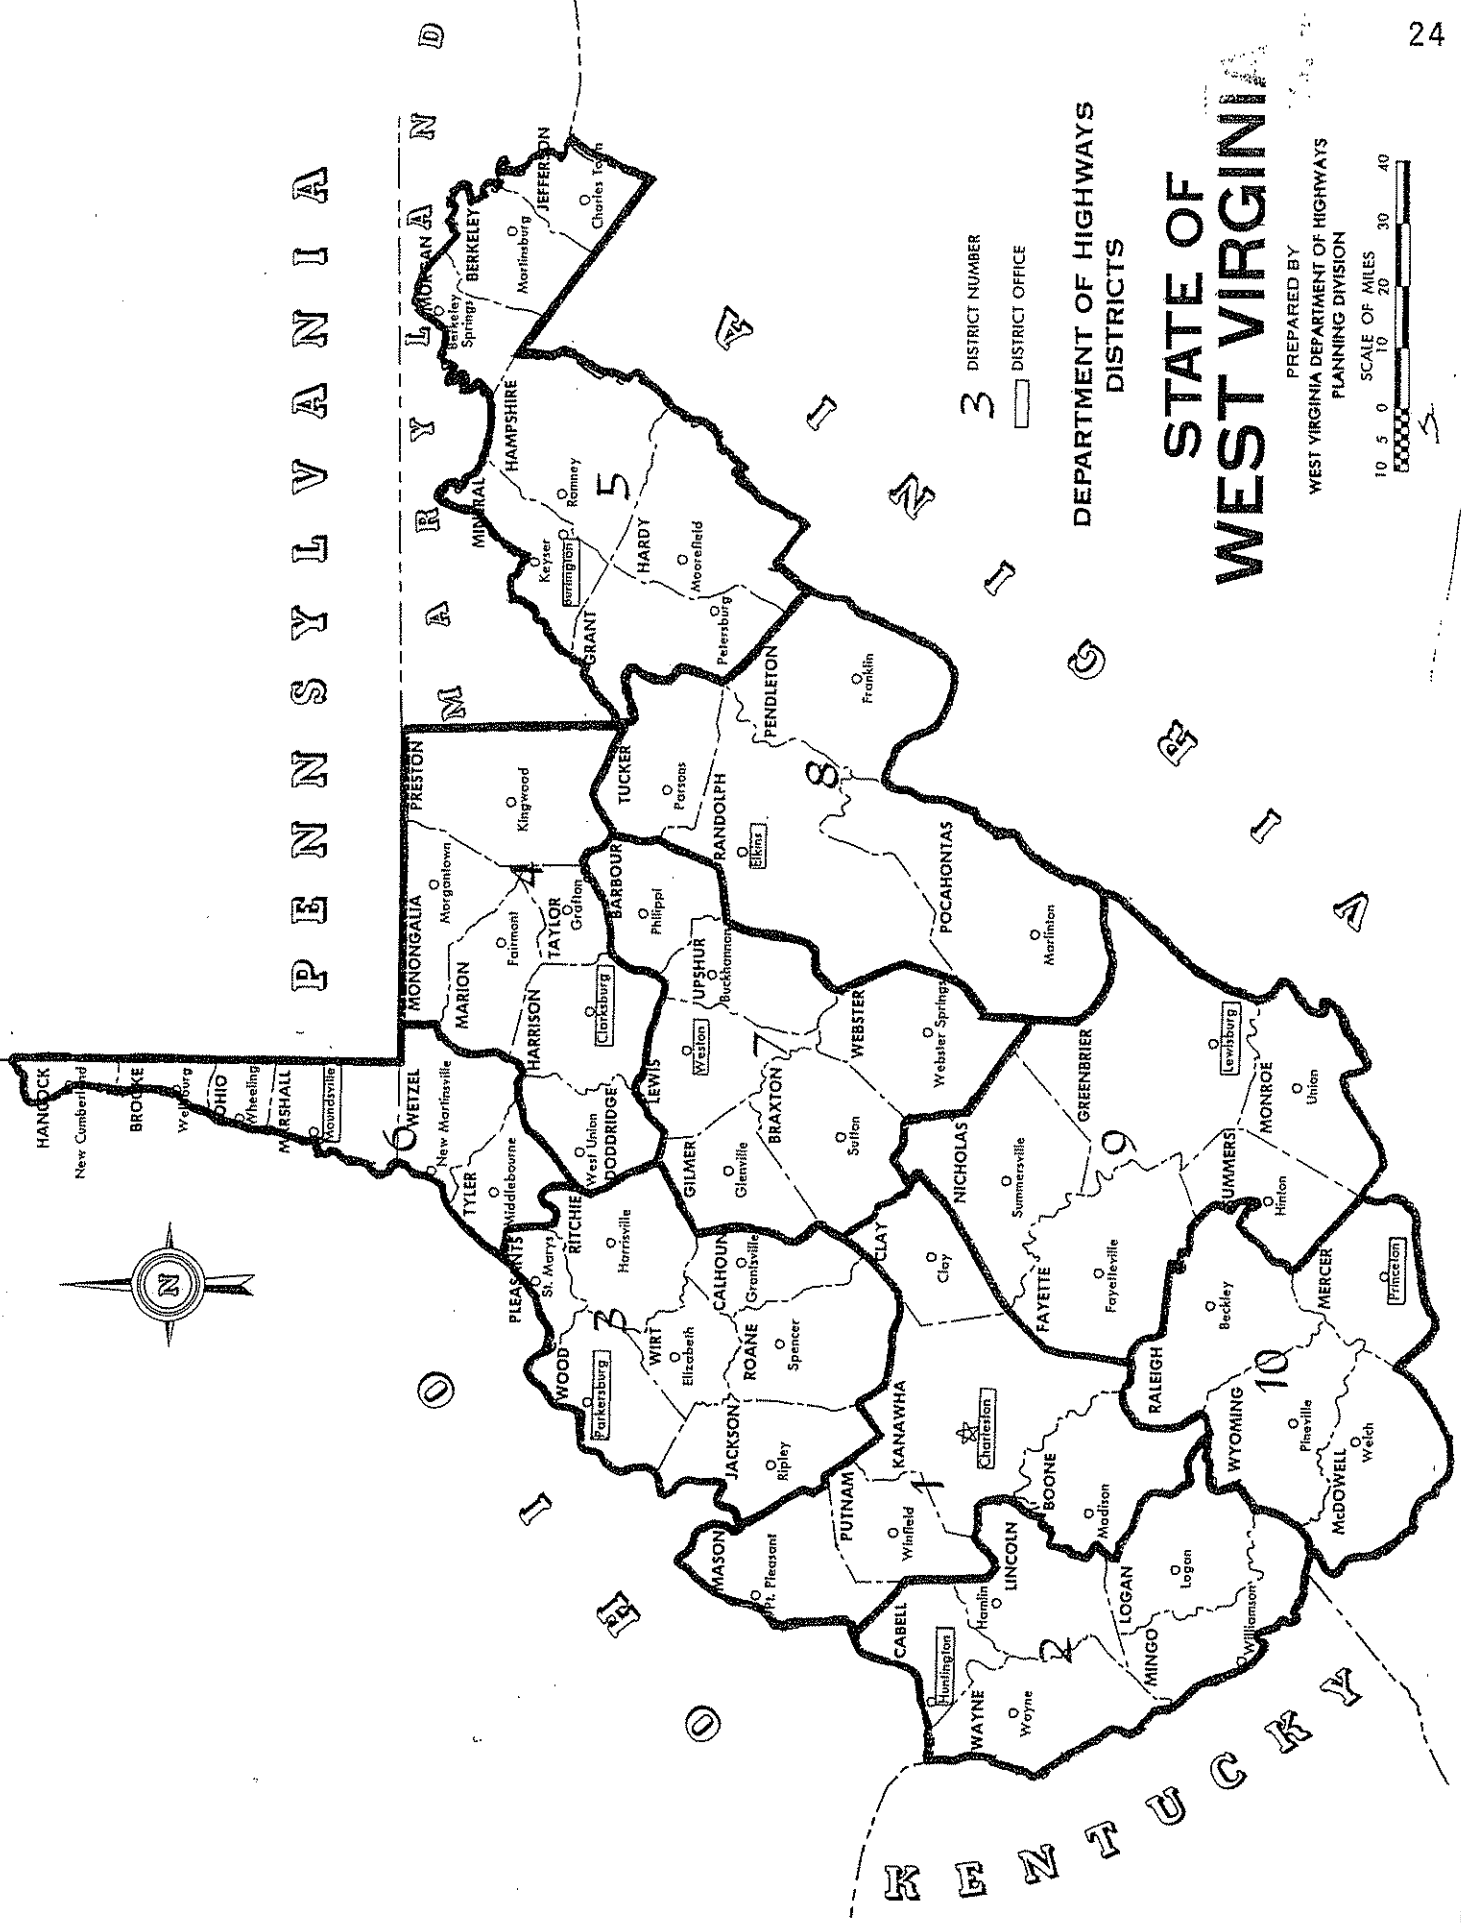 24
PENNSYLVANIA
MARYLAND
OHIO
KENTUCKY
VIRGINIA
N
HANCOCK
New Cumberland
BROOKE
Wellsburg
OHIO
Wheeling
MARSHALL
Moundsville
6
WETZEL
New Martinsville
TYLER
Middlebourne
MONONGALIA
Morgantown
PRESTON
Kingwood
MARION
Fairmont
4
TAYLOR
Grafton
HARRISON
Clarksburg
DODDRIDGE
West Union
PLEASANTS
St. Marys
RITCHIE
Harrisville
WOOD
Parkersburg
3
WIRT
Elizabeth
CALHOUN
Grantsville
ROANE
Spencer
JACKSON
Ripley
MORGAN
Berkeley
Springs
BERKELEY
Martinsburg
JEFFERSON
Charles Town
HAMPSHIRE
Romney
MINERAL
Keyser
Burlington
5
GRANT
Petersburg
HARDY
Moorefield
TUCKER
Parsons
RANDOLPH
Elkins
PENDLETON
Franklin
8
POCAHONTAS
Marlinton
BARBOUR
Philippi
UPSHUR
Buckhannon
LEWIS
Weston
7
GILMER
Glenville
BRAXTON
Sutton
WEBSTER
Webster Springs
MASON
Pt. Pleasant
PUTNAM
Winfield
1
KANAWHA
Charleston
CLAY
Clay
BOONE
Madison
CABELL
Huntington
LINCOLN
Hamlin
WAYNE
Wayne
2
LOGAN
Logan
MINGO
Williamson
NICHOLAS
Summersville
FAYETTE
Fayetteville
9
GREENBRIER
Lewisburg
SUMMERS
Hinton
MONROE
Union
RALEIGH
Beckley
WYOMING
Pineville
10
MERCER
Princeton
McDOWELL
Welch
3 DISTRICT NUMBER
DISTRICT OFFICE
DEPARTMENT OF HIGHWAYS
DISTRICTS
STATE OF
WEST VIRGINIA
PREPARED BY
WEST VIRGINIA DEPARTMENT OF HIGHWAYS
PLANNING DIVISION
SCALE OF MILES
10 5 0 10 20 30 40